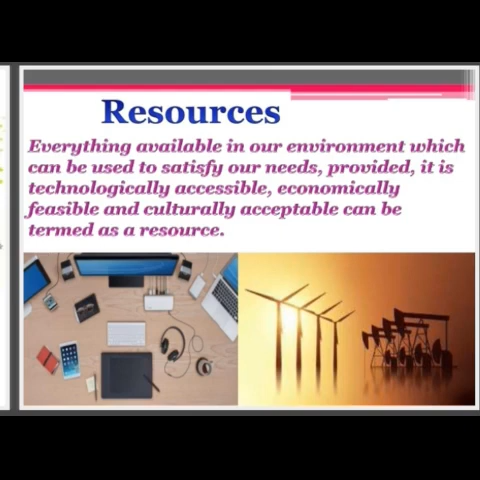 Resources
Everything available in our environment which
can be used to satisfy our needs, provided, it is
technologically accessible, economically
feasible and culturally acceptable can be
termed as a resource.